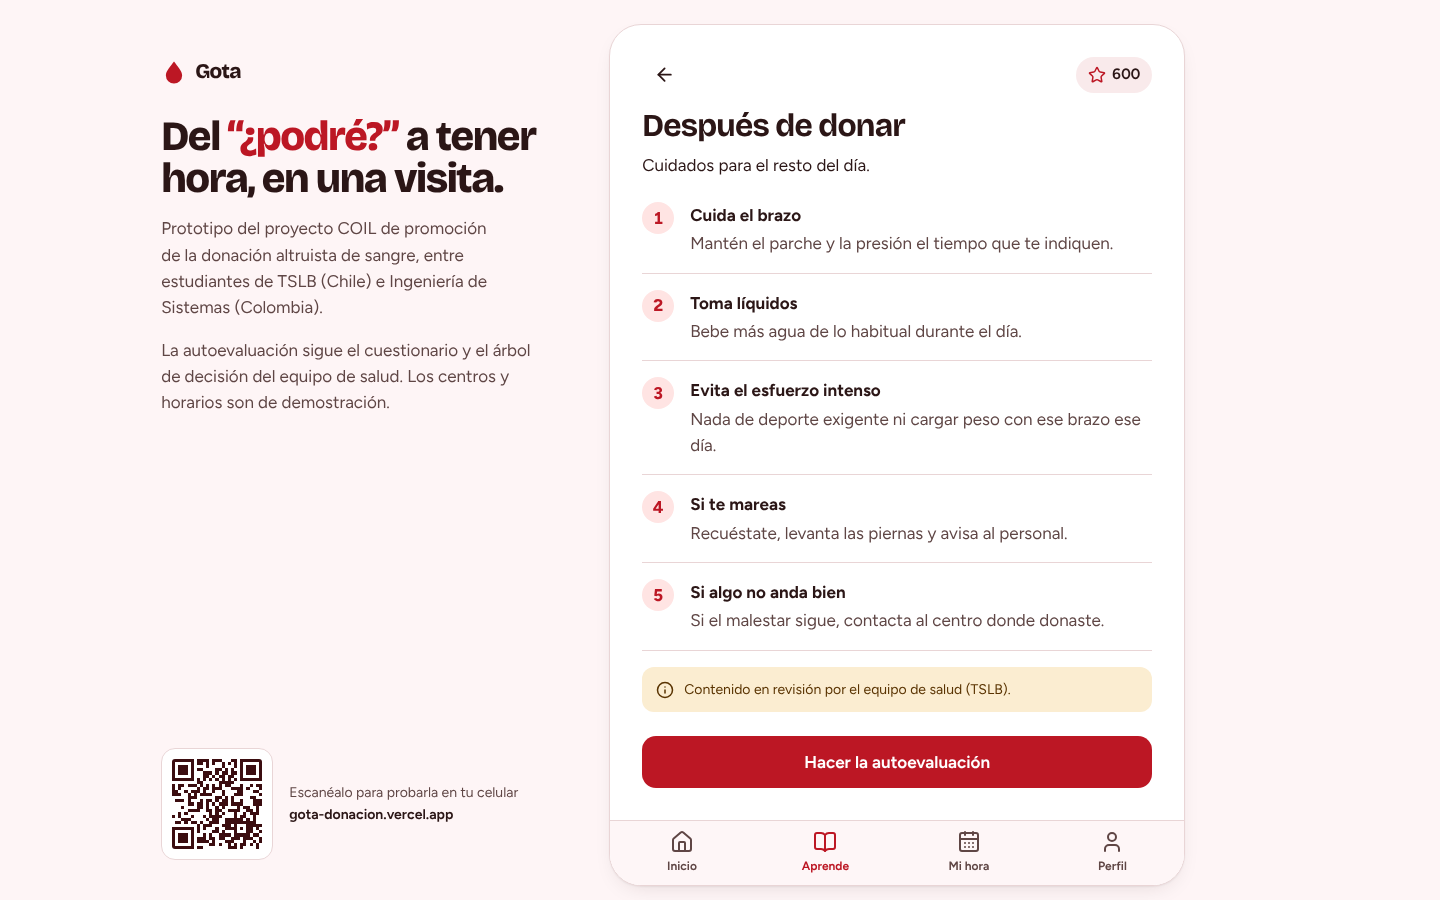 Gota
Del “¿podré?” a tener
hora, en una visita.
Prototipo del proyecto COIL de promoción
de la donación altruista de sangre, entre
estudiantes de TSLB (Chile) e Ingeniería de
Sistemas (Colombia).
La autoevaluación sigue el cuestionario y el árbol
de decisión del equipo de salud. Los centros y
horarios son de demostración.
Escanéalo para probarla en tu celular
gota-donacion.vercel.app
600
Después de donar
Cuidados para el resto del día.
1
Cuida el brazo
Mantén el parche y la presión el tiempo que te indiquen.
2
Toma líquidos
Bebe más agua de lo habitual durante el día.
3
Evita el esfuerzo intenso
Nada de deporte exigente ni cargar peso con ese brazo ese
día.
4
Si te mareas
Recuéstate, levanta las piernas y avisa al personal.
5
Si algo no anda bien
Si el malestar sigue, contacta al centro donde donaste.
Contenido en revisión por el equipo de salud (TSLB).
Hacer la autoevaluación
Inicio
Aprende
Mi hora
Perfil